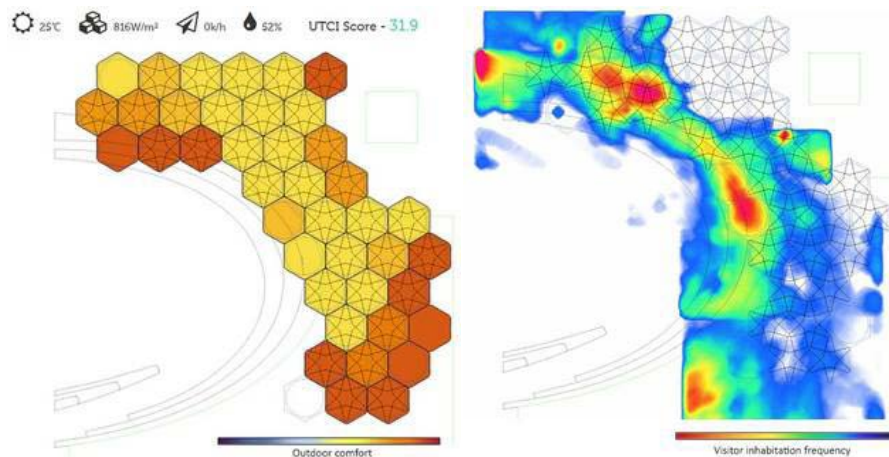 25°C 816W/m² 0k/h 52% UTCI Score - 31.9
Outdoor comfort
Visitor inhabitation frequency